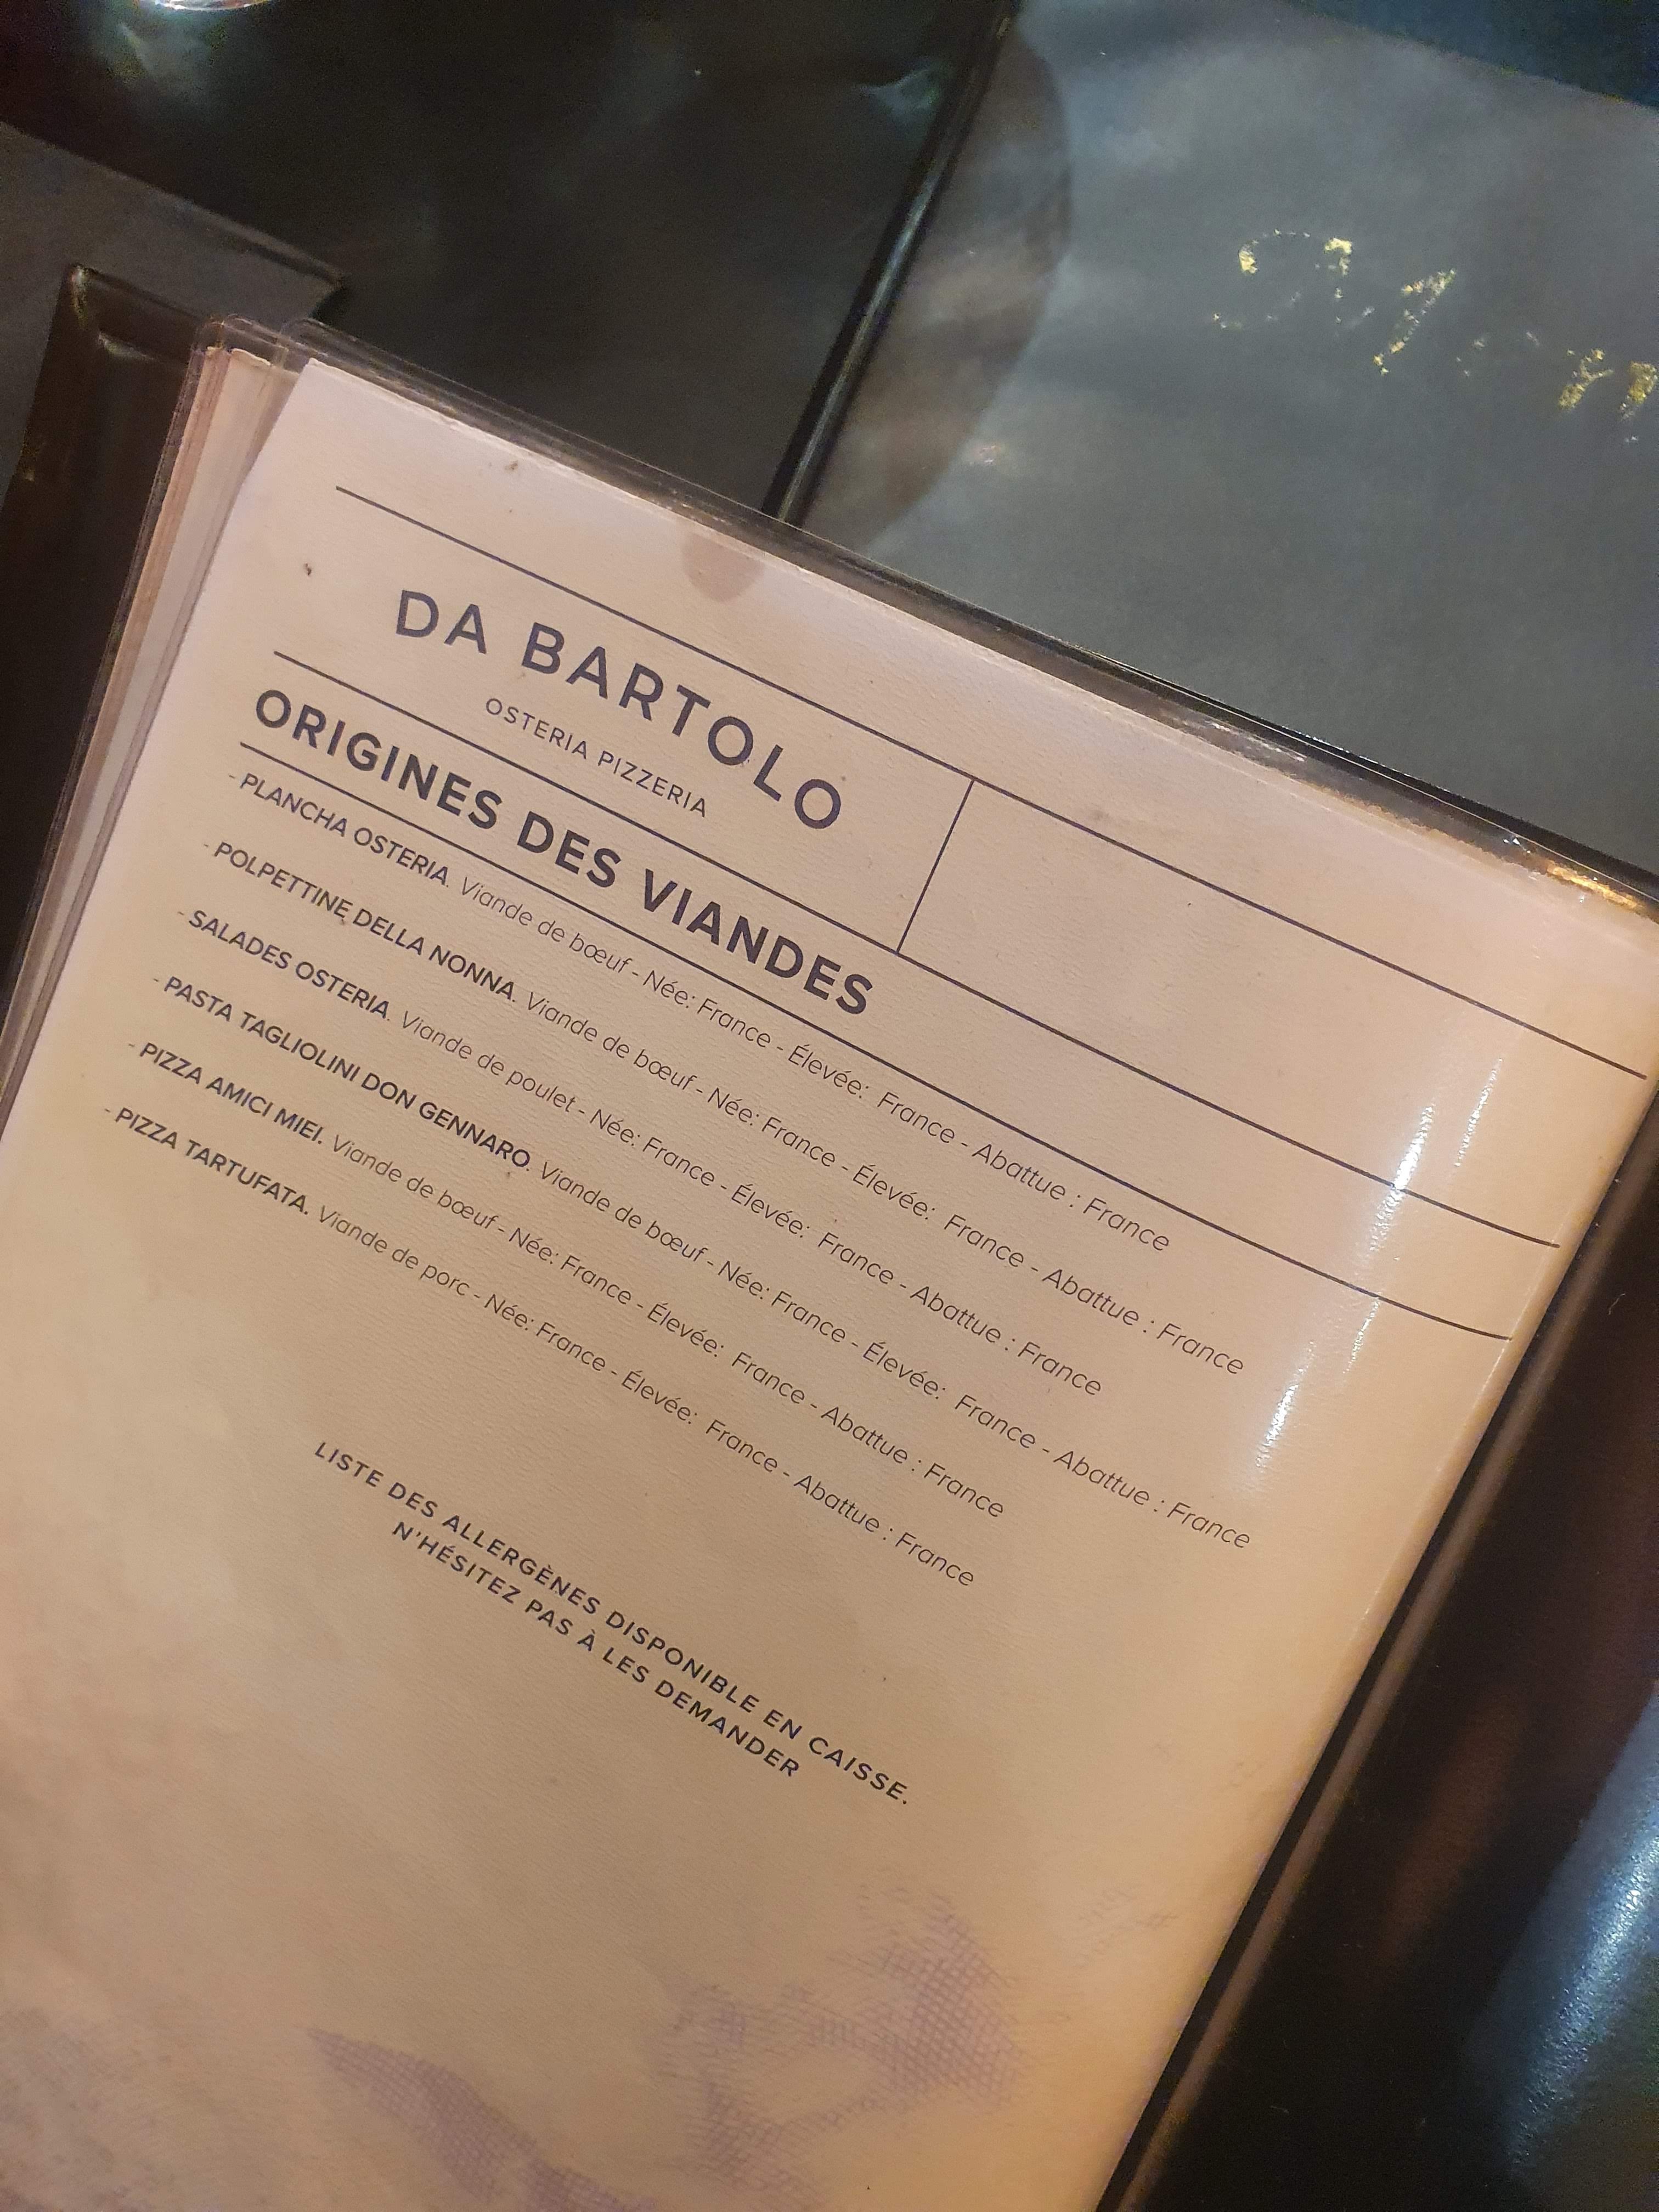 DA BARTOLO
OSTERIA PIZZERIA
ORIGINES DES VIANDES
- PLANCHA OSTERIA. Viande de bœuf - Née: France - Élevée: France - Abattue : France
- POLPETTINE DELLA NONNA. Viande de bœuf - Née: France - Élevée: France - Abattue : France
- SALADES OSTERIA. Viande de poulet - Née: France - Élevée: France - Abattue : France
- PASTA TAGLIOLINI DON GENNARO. Viande de bœuf - Née: France - Élevée: France - Abattue : France
- PIZZA AMICI MIEI. Viande de bœuf - Née: France - Élevée: France - Abattue : France
- PIZZA TARTUFATA. Viande de porc - Née: France - Élevée: France - Abattue : France
LISTE DES ALLERGÈNES DISPONIBLE EN CAISSE.
N'HÉSITEZ PAS À LES DEMANDER